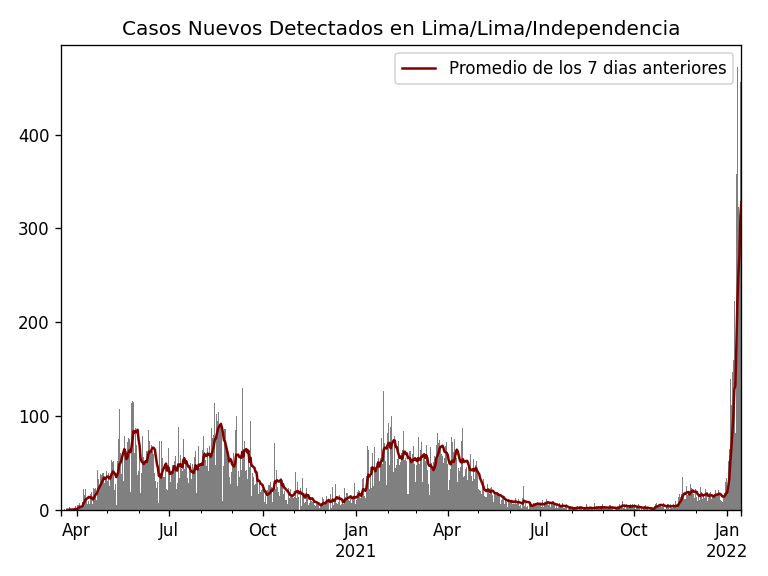 Casos Nuevos Detectados en Lima/Lima/Independencia
Promedio de los 7 dias anteriores
400
300
200
100
0
Apr Jul Oct Jan Apr Jul Oct Jan
2021 2022